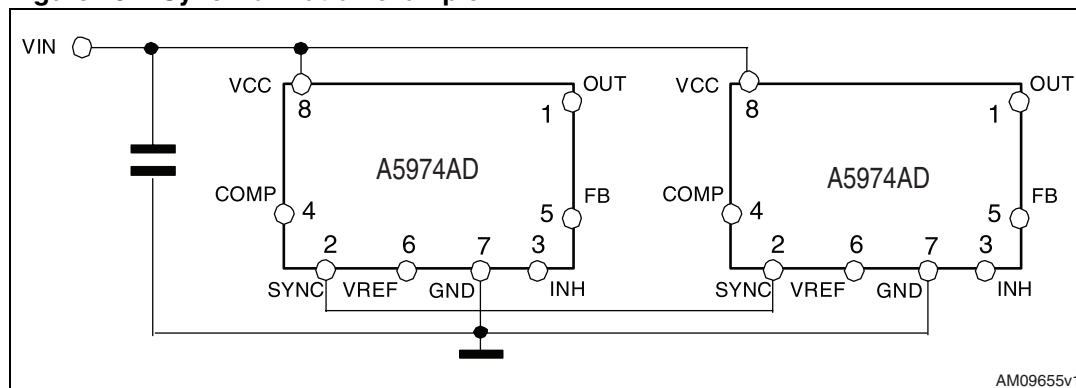 VIN
VCC
8
OUT
1
A5974AD
COMP
4
FB
5
2
6
7
3
SYNC
VREF
GND
INH
VCC
8
OUT
1
A5974AD
COMP
4
FB
5
2
6
7
3
SYNC
VREF
GND
INH
AM09655v1